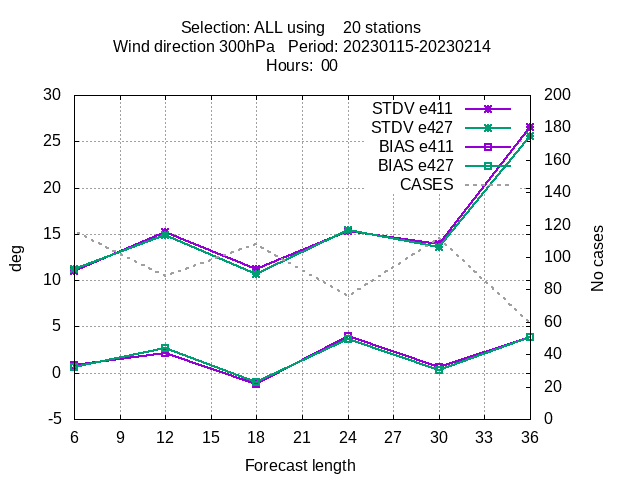 Selection: ALL using 20 stations
Wind direction 300hPa Period: 20230115-20230214
Hours: 00
30 200
STDV e411
STDV e427
BIAS e411
BIAS e427
CASES
25 180
20 160
15 140
10 120
5 100
0 80
-5 60
40
20
0
deg
No cases
6 9 12 15 18 21 24 27 30 33 36
Forecast length